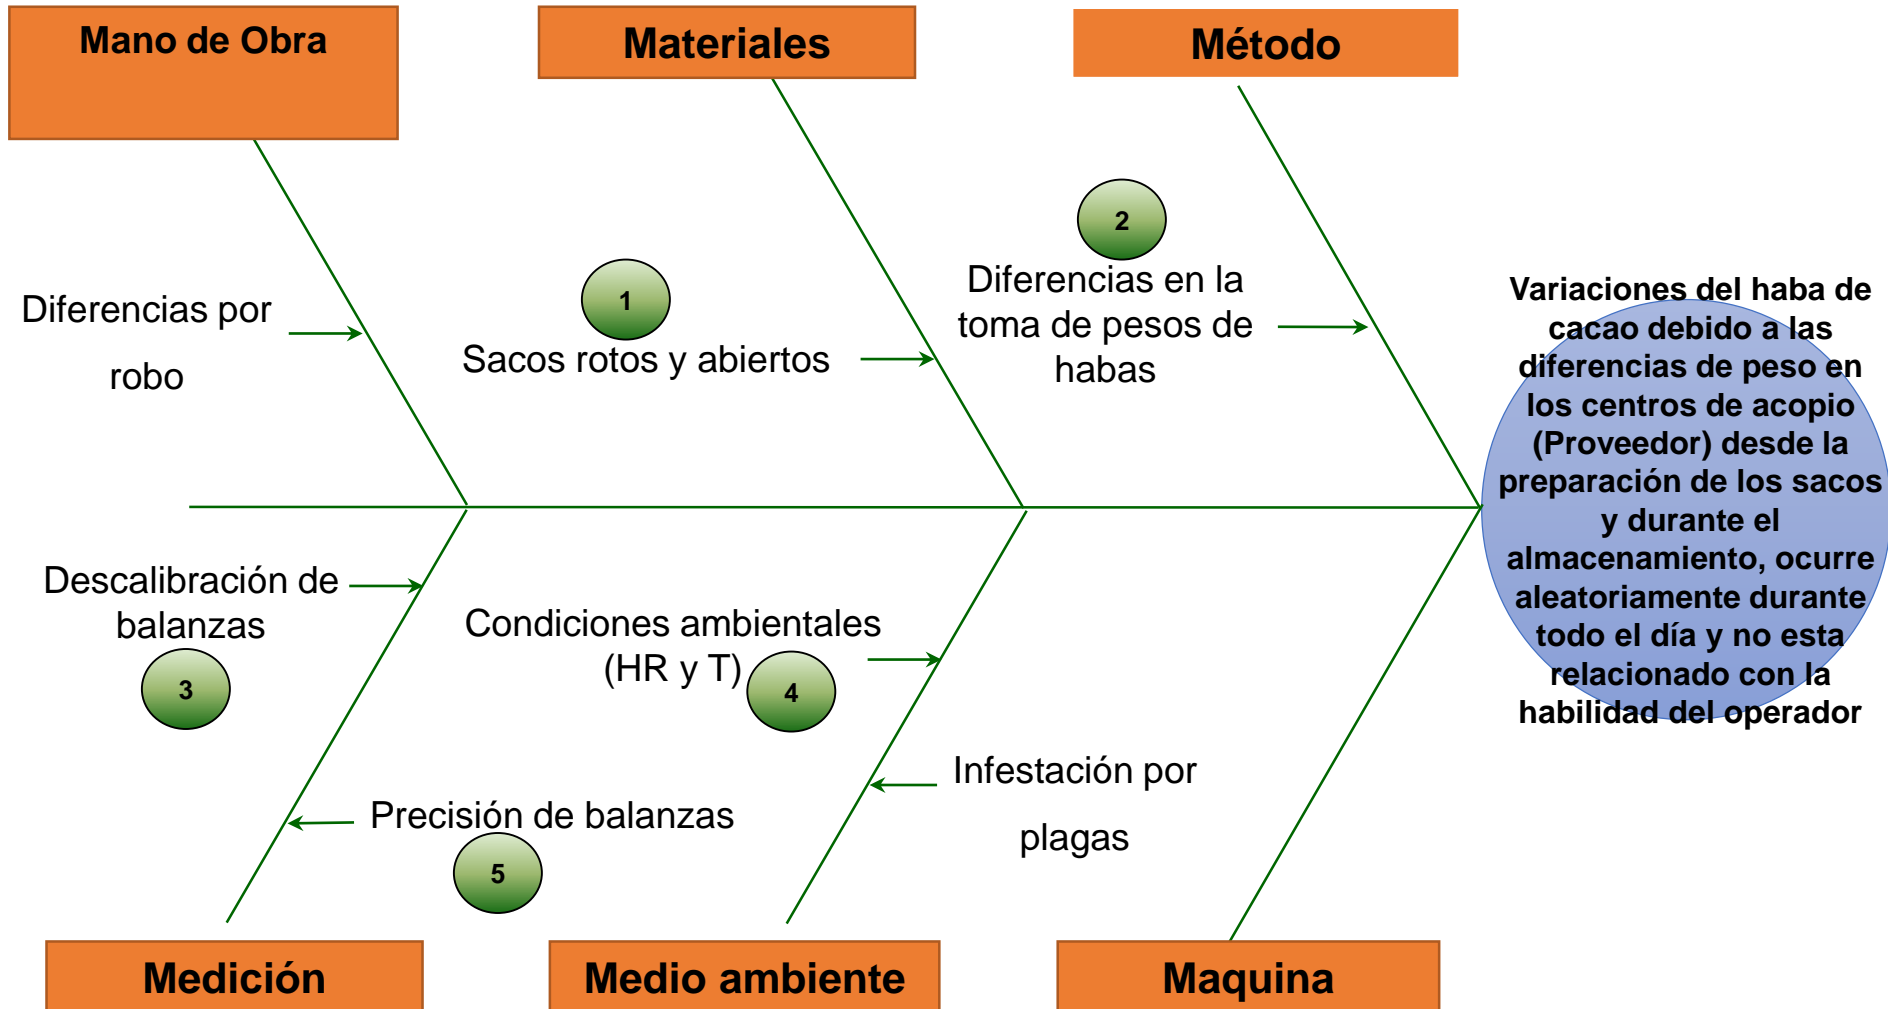 Mano de Obra
Materiales
Método
Diferencias por
robo
1
Sacos rotos y abiertos
2
Diferencias en la
toma de pesos de
habas
Variaciones del haba de
cacao debido a las
diferencias de peso en
los centros de acopio
(Proveedor) desde la
preparación de los sacos
y durante el
almacenamiento, ocurre
aleatoriamente durante
todo el día y no esta
relacionado con la
habilidad del operador
Descalibración de
balanzas
3
Condiciones ambientales
(HR y T)
4
Precisión de balanzas
5
Infestación por
plagas
Medición
Medio ambiente
Maquina